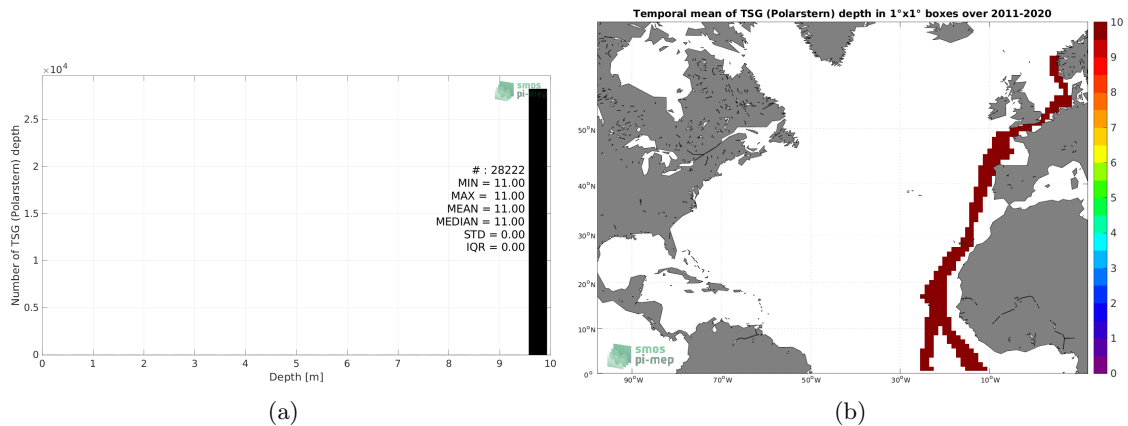 ×10⁴
smos
pi-mep
2.5
2
1.5
1
0.5
0
Number of TSG (Polarstern) depth
# : 28222
MIN = 11.00
MAX = 11.00
MEAN = 11.00
MEDIAN = 11.00
STD = 0.00
IQR = 0.00
0 1 2 3 4 5 6 7 8 9 10
Depth [m]
(a)
Temporal mean of TSG (Polarstern) depth in 1°x1° boxes over 2011-2020
50°N
40°N
30°N
20°N
10°N
0°
90°W 70°W 50°W 30°W 10°W
smos
pi-mep
10
9
8
7
6
5
4
3
2
1
0
(b)